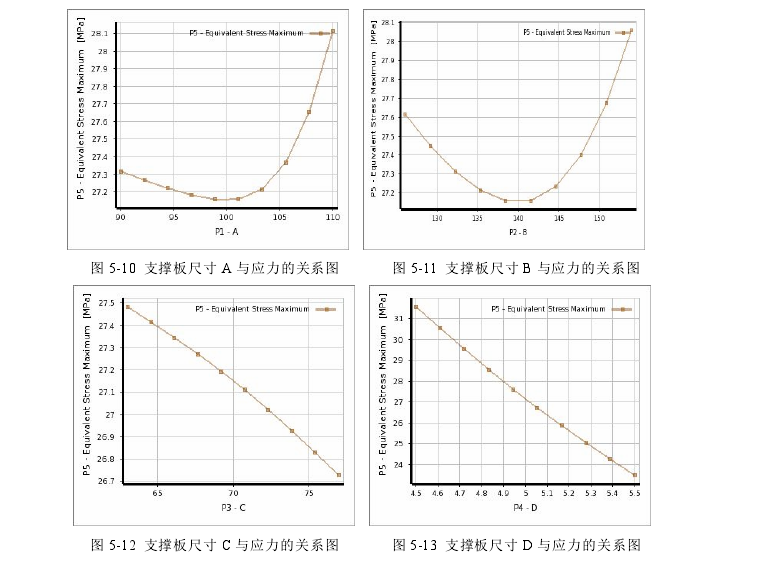 P5 - Equivalent Stress Maximum [MPa]
P5 - Equivalent Stress Maximum
28.1
28
27.9
27.8
27.7
27.6
27.5
27.4
27.3
27.2
90 95 100 105 110
P1 - A
P5 - Equivalent Stress Maximum [MPa]
P5 - Equivalent Stress Maximum
28.1
28
27.9
27.8
27.7
27.6
27.5
27.4
27.3
27.2
130 135 140 145 150
P2 - B
图 5-10 支撑板尺寸 A 与应力的关系图
图 5-11 支撑板尺寸 B 与应力的关系图
P5 - Equivalent Stress Maximum [MPa]
P5 - Equivalent Stress Maximum
27.5
27.4
27.3
27.2
27.1
27
26.9
26.8
26.7
65 70 75
P3 - C
P5 - Equivalent Stress Maximum [MPa]
P5 - Equivalent Stress Maximum
31
30
29
28
27
26
25
24
4.5 4.6 4.7 4.8 4.9 5 5.1 5.2 5.3 5.4 5.5
P4 - D
图 5-12 支撑板尺寸 C 与应力的关系图
图 5-13 支撑板尺寸 D 与应力的关系图